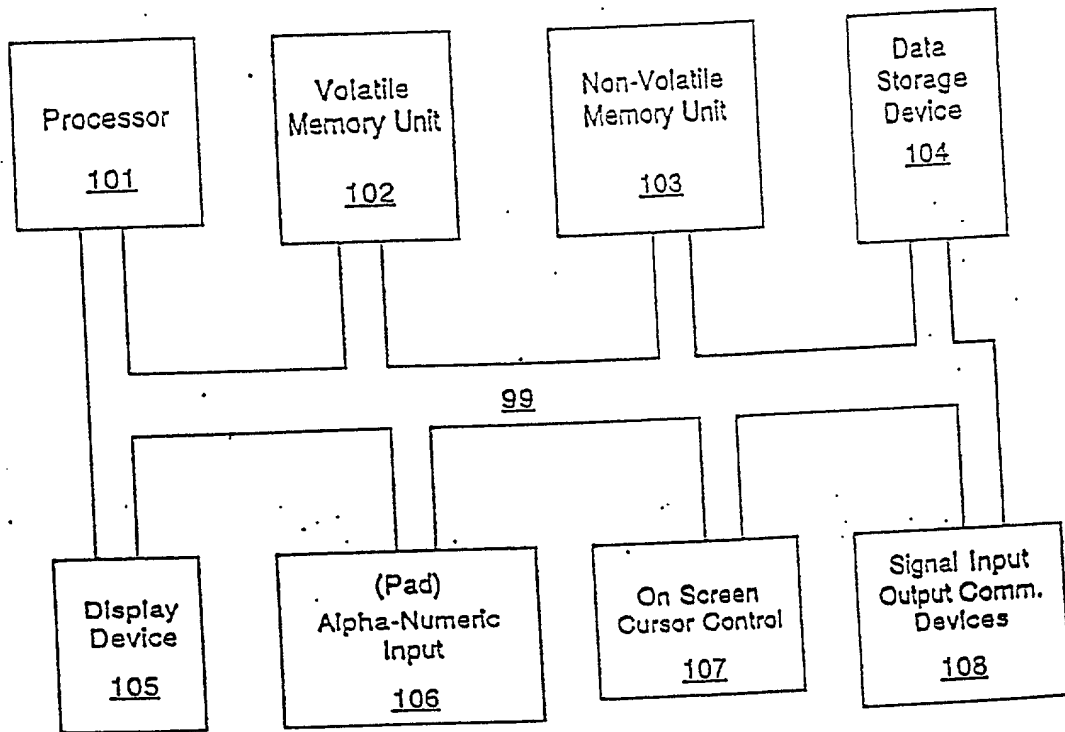 Processor
101
Volatile
Memory Unit
102
Non-Volatile
Memory Unit
103
Data
Storage
Device
104
99
Display
Device
105
(Pad)
Alpha-Numeric
Input
106
On Screen
Cursor Control
107
Signal Input
Output Comm.
Devices
108